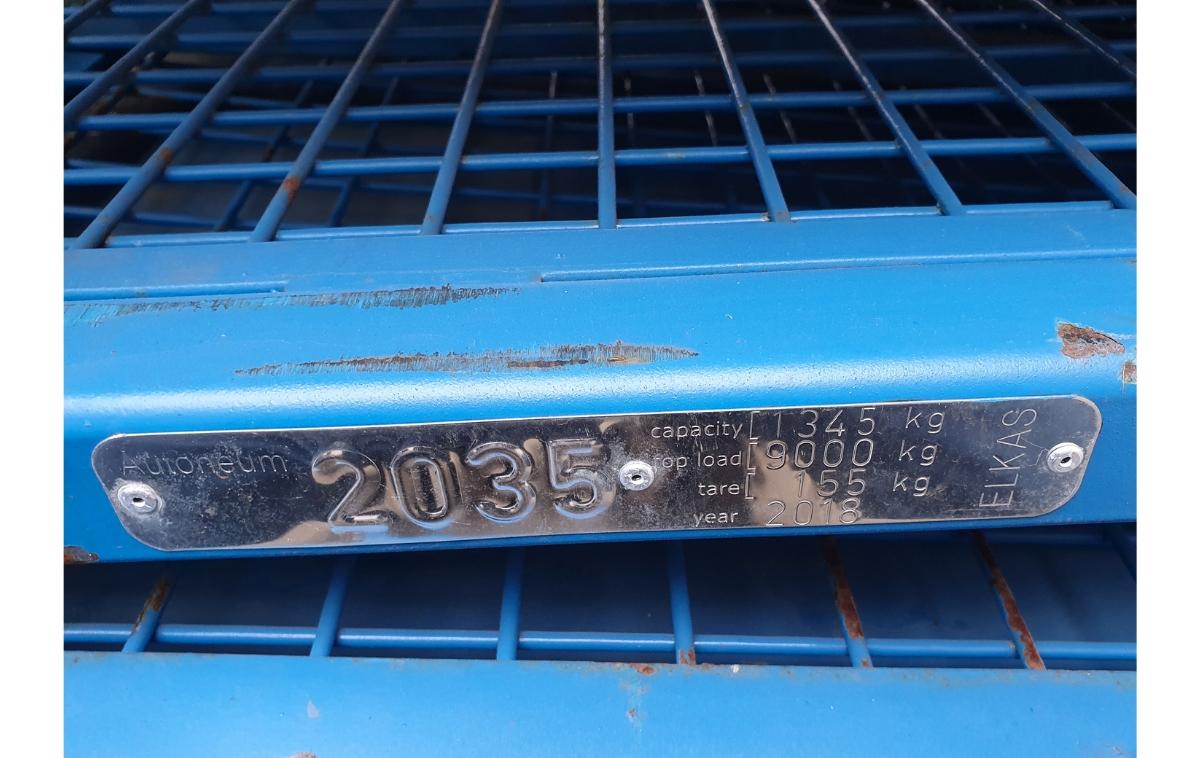 Autoneum
2035
capacity [1345 kg
top load [9000 kg
tare [ 155 kg
year 2018
ELKAS